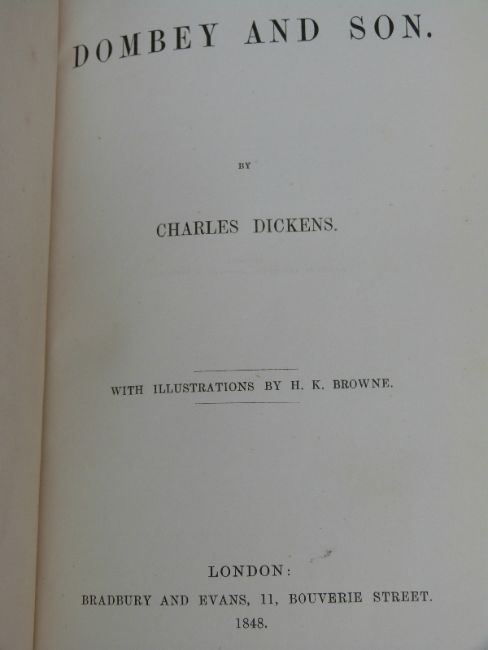 DOMBEY AND SON.
BY
CHARLES DICKENS.
WITH ILLUSTRATIONS BY H. K. BROWNE.
LONDON:
BRADBURY AND EVANS, 11, BOUVERIE STREET.
1848.